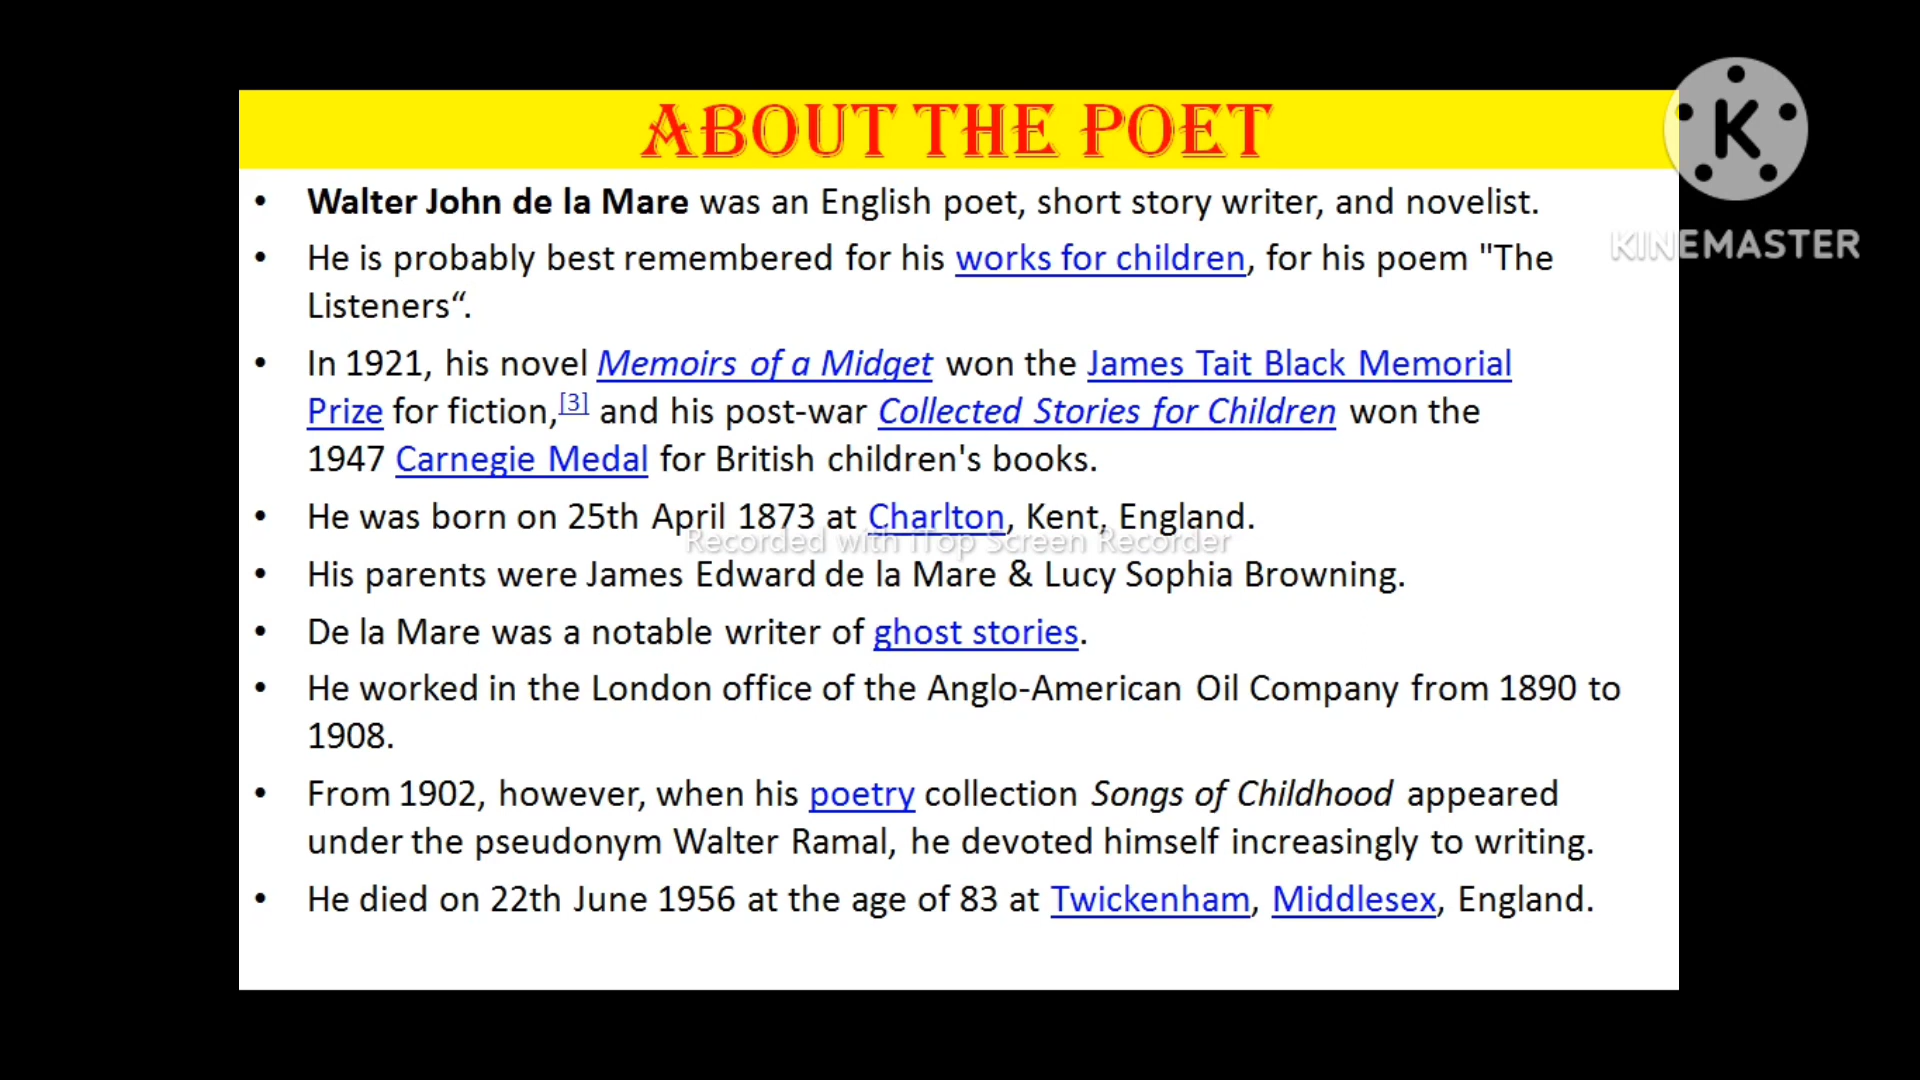 ABOUT THE POET
K
KINEMASTER
• Walter John de la Mare was an English poet, short story writer, and novelist.
• He is probably best remembered for his works for children, for his poem "The
Listeners“.
• In 1921, his novel Memoirs of a Midget won the James Tait Black Memorial
Prize for fiction,[3] and his post-war Collected Stories for Children won the
1947 Carnegie Medal for British children's books.
• He was born on 25th April 1873 at Charlton, Kent, England.
Recorded with iTop Screen Recorder
• His parents were James Edward de la Mare & Lucy Sophia Browning.
• De la Mare was a notable writer of ghost stories.
• He worked in the London office of the Anglo-American Oil Company from 1890 to
1908.
• From 1902, however, when his poetry collection Songs of Childhood appeared
under the pseudonym Walter Ramal, he devoted himself increasingly to writing.
• He died on 22th June 1956 at the age of 83 at Twickenham, Middlesex, England.